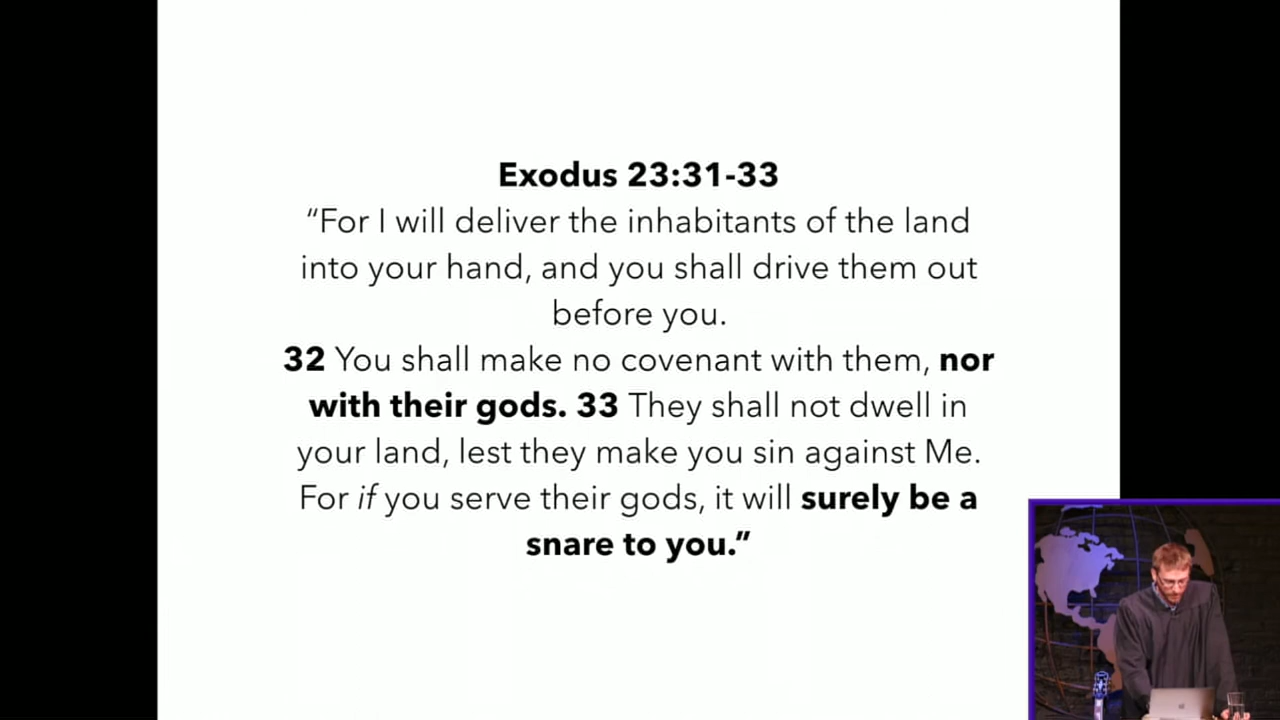 Exodus 23:31-33
“For I will deliver the inhabitants of the land
into your hand, and you shall drive them out
before you.
32 You shall make no covenant with them, nor
with their gods. 33 They shall not dwell in
your land, lest they make you sin against Me.
For if you serve their gods, it will surely be a
snare to you.”